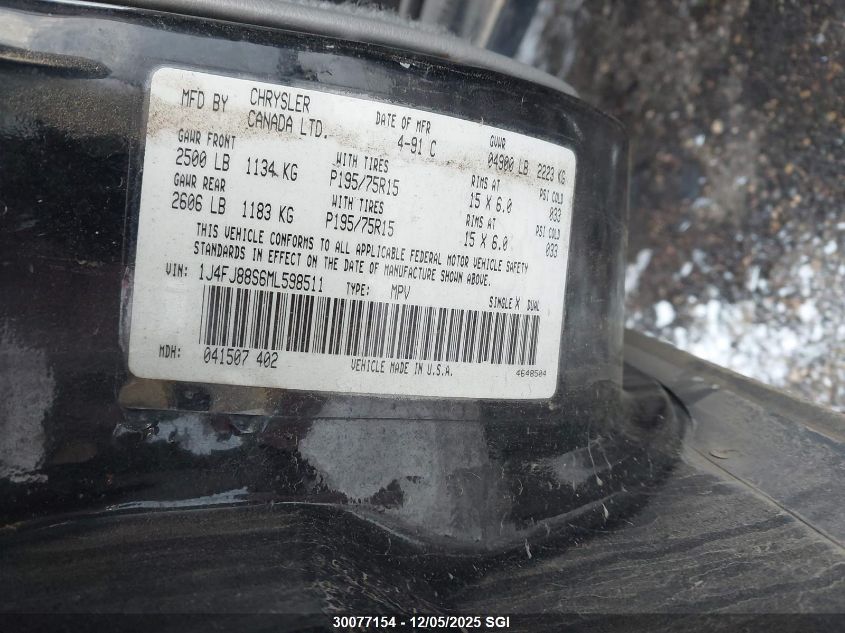 MFD BY CHRYSLER CANADA LTD. DATE OF MFR 4-91 C GVWR 04900 LB 2223 KG
GAWR FRONT WITH TIRES RIMS AT PSI COLD
2500 LB 1134 KG P195/75R15 15 X 6.0 033
GAWR REAR WITH TIRES RIMS AT PSI COLD
2606 LB 1183 KG P195/75R15 15 X 6.0 033
THIS VEHICLE CONFORMS TO ALL APPLICABLE FEDERAL MOTOR VEHICLE SAFETY
STANDARDS IN EFFECT ON THE DATE OF MANUFACTURE SHOWN ABOVE.
VIN: 1J4FJ88S6ML598511 TYPE: MPV SINGLE X DUAL
MDH: 041507 402 VEHICLE MADE IN U.S.A. 4648504
30077154 - 12/05/2025 SGI